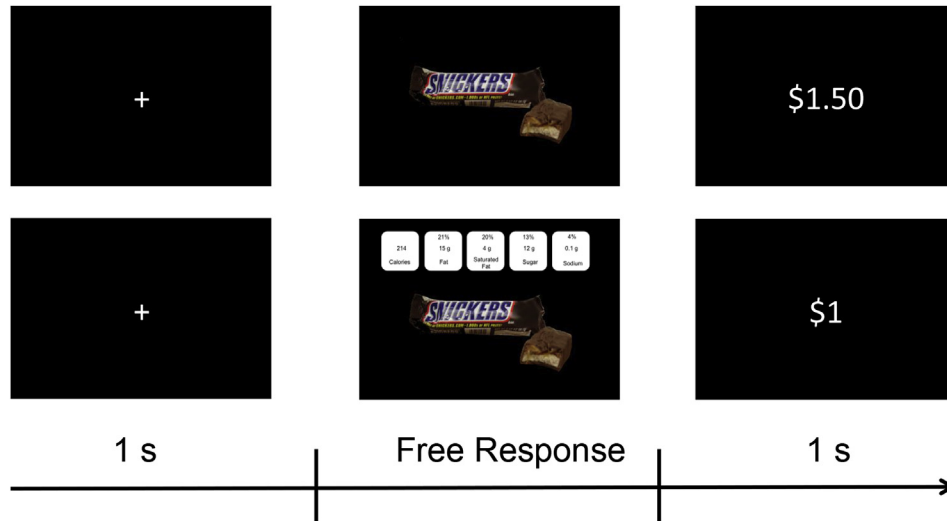 +
SNICKERS
$1.50
214
Calories
21%
15 g
Fat
20%
4 g
Saturated
Fat
13%
12 g
Sugar
4%
0.1 g
Sodium
+
SNICKERS
$1
1 s
Free Response
1 s